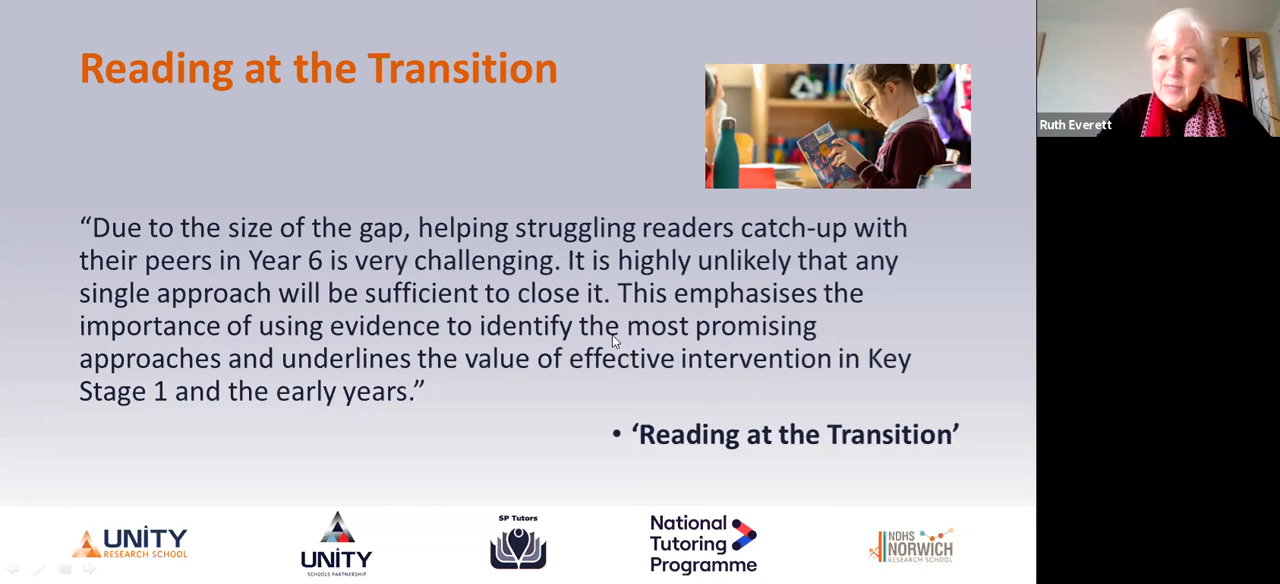 Reading at the Transition
Ruth Everett
“Due to the size of the gap, helping struggling readers catch-up with
their peers in Year 6 is very challenging. It is highly unlikely that any
single approach will be sufficient to close it. This emphasises the
importance of using evidence to identify the most promising
approaches and underlines the value of effective intervention in Key
Stage 1 and the early years.”
• ‘Reading at the Transition’
UNITY
RESEARCH SCHOOL
UNITY
SCHOOLS PARTNERSHIP
SP Tutors
National
Tutoring
Programme
NDHS
NORWICH
RESEARCH SCHOOL